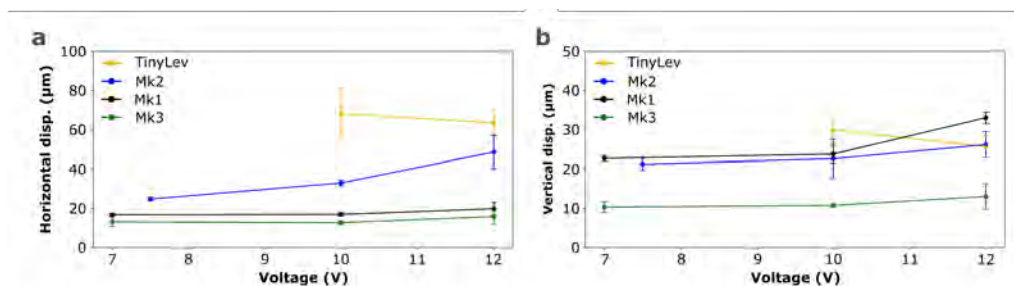 a
Horizontal disp. (µm)
100
80
60
40
20
0
TinyLev
Mk2
Mk1
Mk3
7
8
9
10
11
12
Voltage (V)
b
Vertical disp. (µm)
50
40
30
20
10
0
TinyLev
Mk2
Mk1
Mk3
7
8
9
10
11
12
Voltage (V)